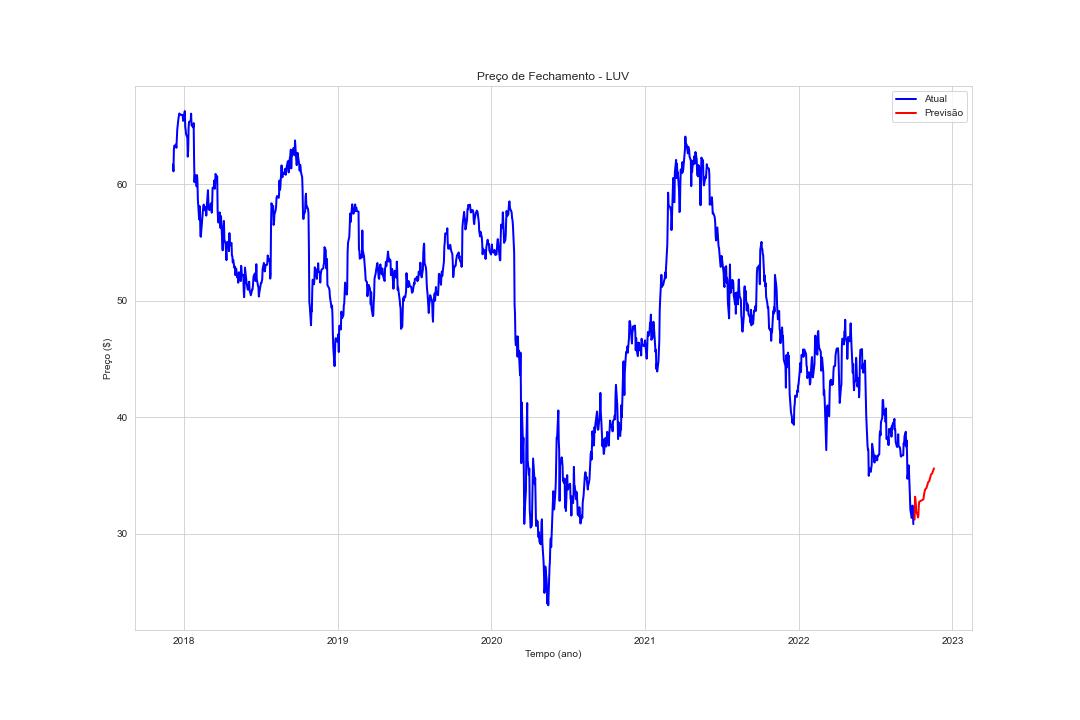 Preço de Fechamento - LUV
Atual
Previsão
Preço ($)
60
50
40
30
2018 2019 2020 2021 2022 2023
Tempo (ano)